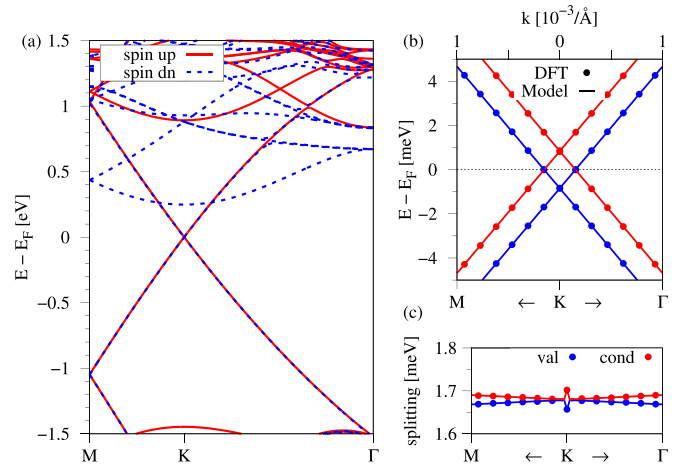 (a)
spin up
spin dn
1.5
1
0.5
0
−0.5
−1
−1.5
E − E_F [eV]
M
K
Γ
(b)
k [10⁻³/Å]
1
0
1
DFT
Model
4
2
0
−2
−4
E − E_F [meV]
M
←
K
→
Γ
(c)
val
cond
1.8
1.7
1.6
splitting [meV]
M
←
K
→
Γ